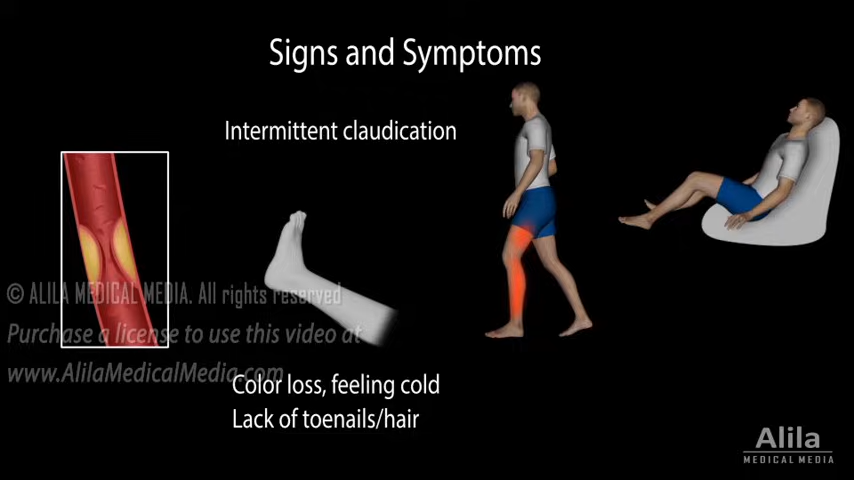 Signs and Symptoms
Intermittent claudication
© ALILA MEDICAL MEDIA. All rights reserved
Purchase a license to use this video at
www.AlilaMedicalMedia.com
Color loss, feeling cold
Lack of toenails/hair
Alila
MEDICAL MEDIA